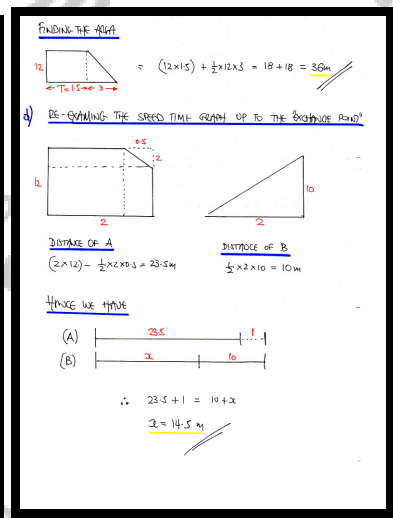 FINDING THE AREA
12
T=1.5 3
= (12×1.5) + ½×12×3 = 18+18 = 36m
d) RE-EXAMING THE SPEED TIME GRAPH UP TO THE "EXCHANGE POINT"
0.5
2
12
2
10
2
DISTANCE OF A
(2×12) - ½×2×0.5 = 23.5m
DISTANCE OF B
½×2×10 = 10m
HENCE WE HAVE
(A) 23.5 1
(B) x 10
∴ 23.5 + 1 = 10 + x
x = 14.5 m